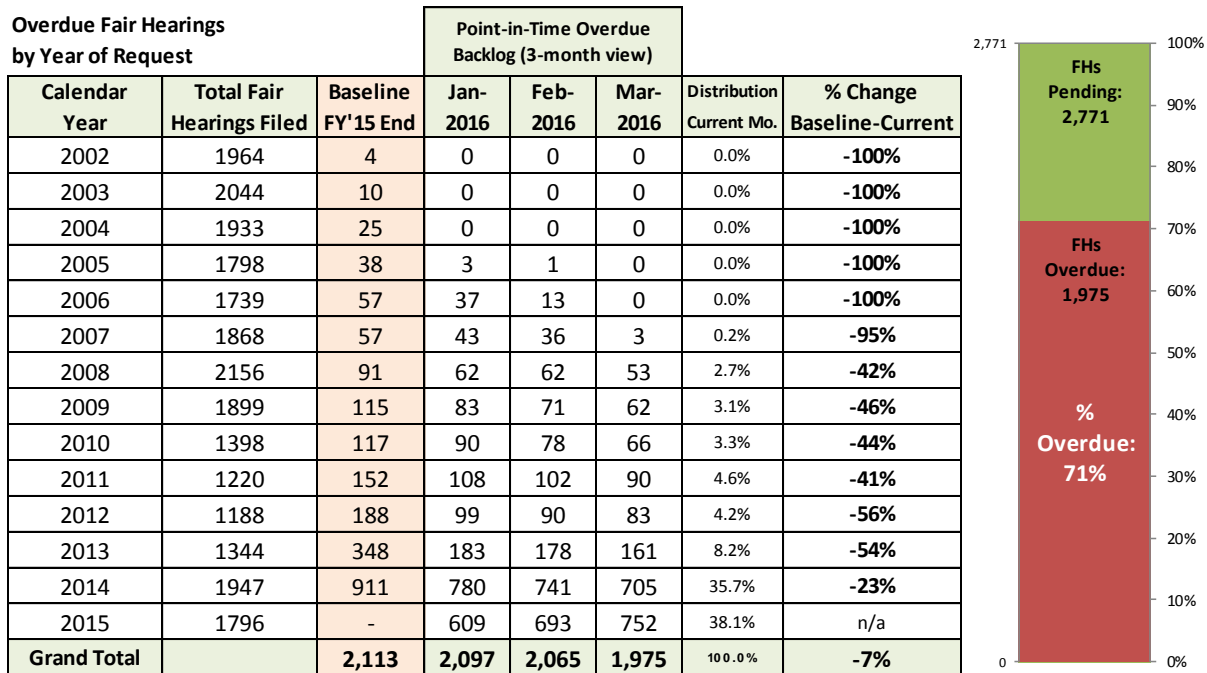 Overdue Fair Hearings
by Year of Request
Point-in-Time Overdue
Backlog (3-month view)
Calendar Year Total Fair Hearings Filed Baseline FY'15 End Jan-2016 Feb-2016 Mar-2016 Distribution Current Mo. % Change Baseline-Current
2002 1964 4 0 0 0 0.0% -100%
2003 2044 10 0 0 0 0.0% -100%
2004 1933 25 0 0 0 0.0% -100%
2005 1798 38 3 1 0 0.0% -100%
2006 1739 57 37 13 0 0.0% -100%
2007 1868 57 43 36 3 0.2% -95%
2008 2156 91 62 62 53 2.7% -42%
2009 1899 115 83 71 62 3.1% -46%
2010 1398 117 90 78 66 3.3% -44%
2011 1220 152 108 102 90 4.6% -41%
2012 1188 188 99 90 83 4.2% -56%
2013 1344 348 183 178 161 8.2% -54%
2014 1947 911 780 741 705 35.7% -23%
2015 1796 - 609 693 752 38.1% n/a
Grand Total 2,113 2,097 2,065 1,975 100.0% -7%
2,771
0
FHs
Pending:
2,771
FHs
Overdue:
1,975
%
Overdue:
71%
100%
90%
80%
70%
60%
50%
40%
30%
20%
10%
0%